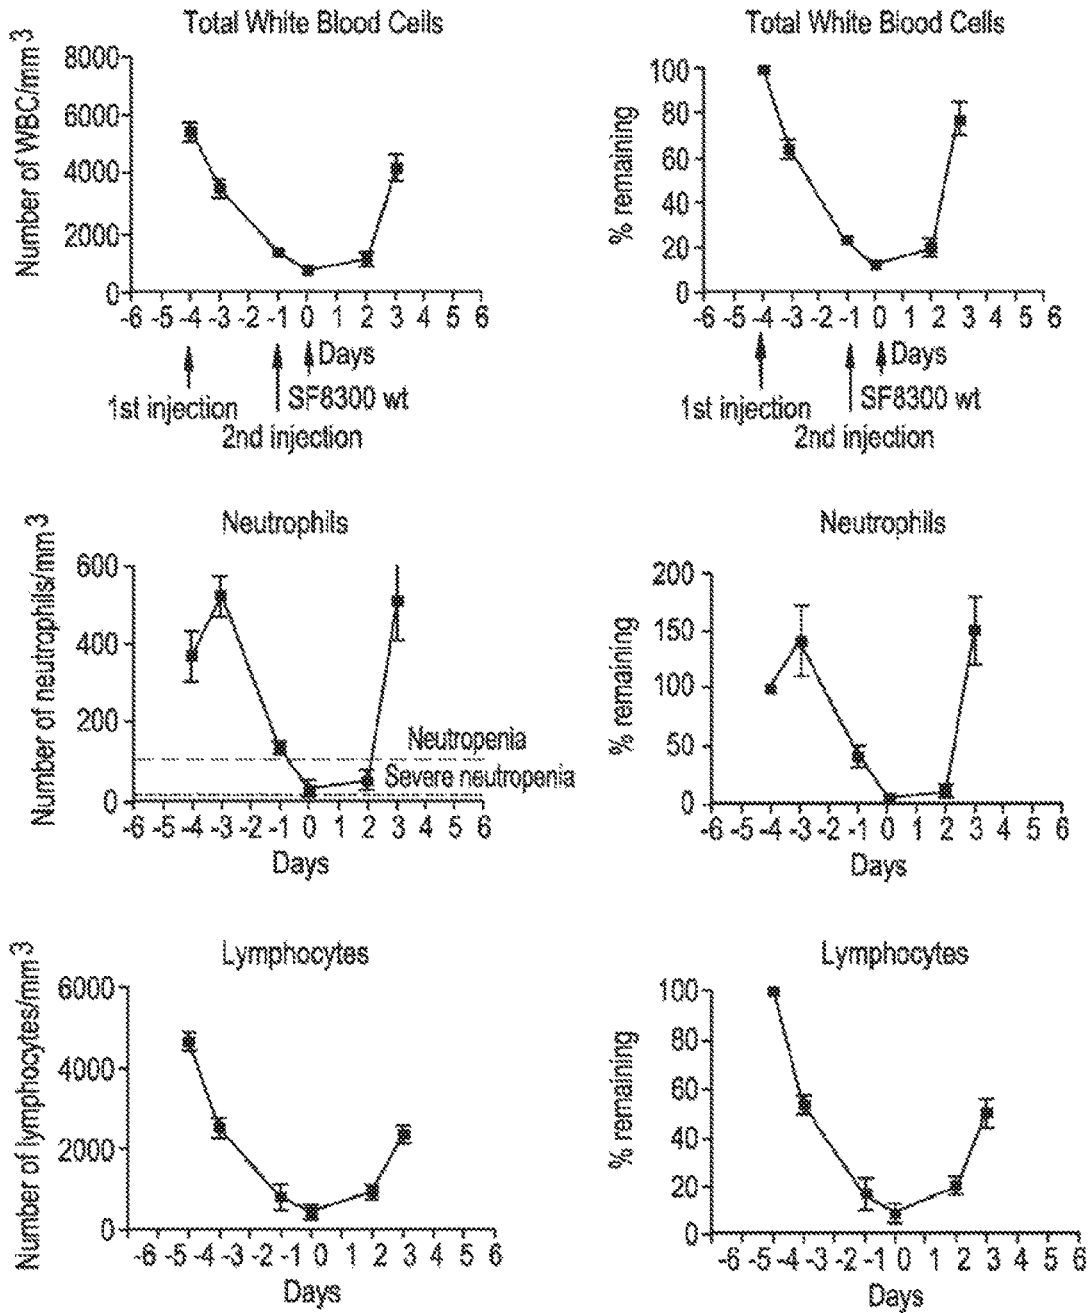 Total White Blood Cells
Number of WBC/mm3
8000
6000
4000
2000
0
-6 -5 -4 -3 -2 -1 0 1 2 3 4 5 6
Days
1st injection
SF8300 wt
2nd injection
Total White Blood Cells
% remaining
100
80
60
40
20
0
-6 -5 -4 -3 -2 -1 0 1 2 3 4 5 6
Days
1st injection
SF8300 wt
2nd injection
Neutrophils
Number of neutrophils/mm3
600
400
200
0
Neutropenia
Severe neutropenia
-6 -5 -4 -3 -2 -1 0 1 2 3 4 5 6
Days
Neutrophils
% remaining
200
150
100
50
0
-6 -5 -4 -3 -2 -1 0 1 2 3 4 5 6
Days
Lymphocytes
Number of lymphocytes/mm3
6000
4000
2000
0
-6 -5 -4 -3 -2 -1 0 1 2 3 4 5 6
Days
Lymphocytes
% remaining
100
80
60
40
20
0
-6 -5 -4 -3 -2 -1 0 1 2 3 4 5 6
Days